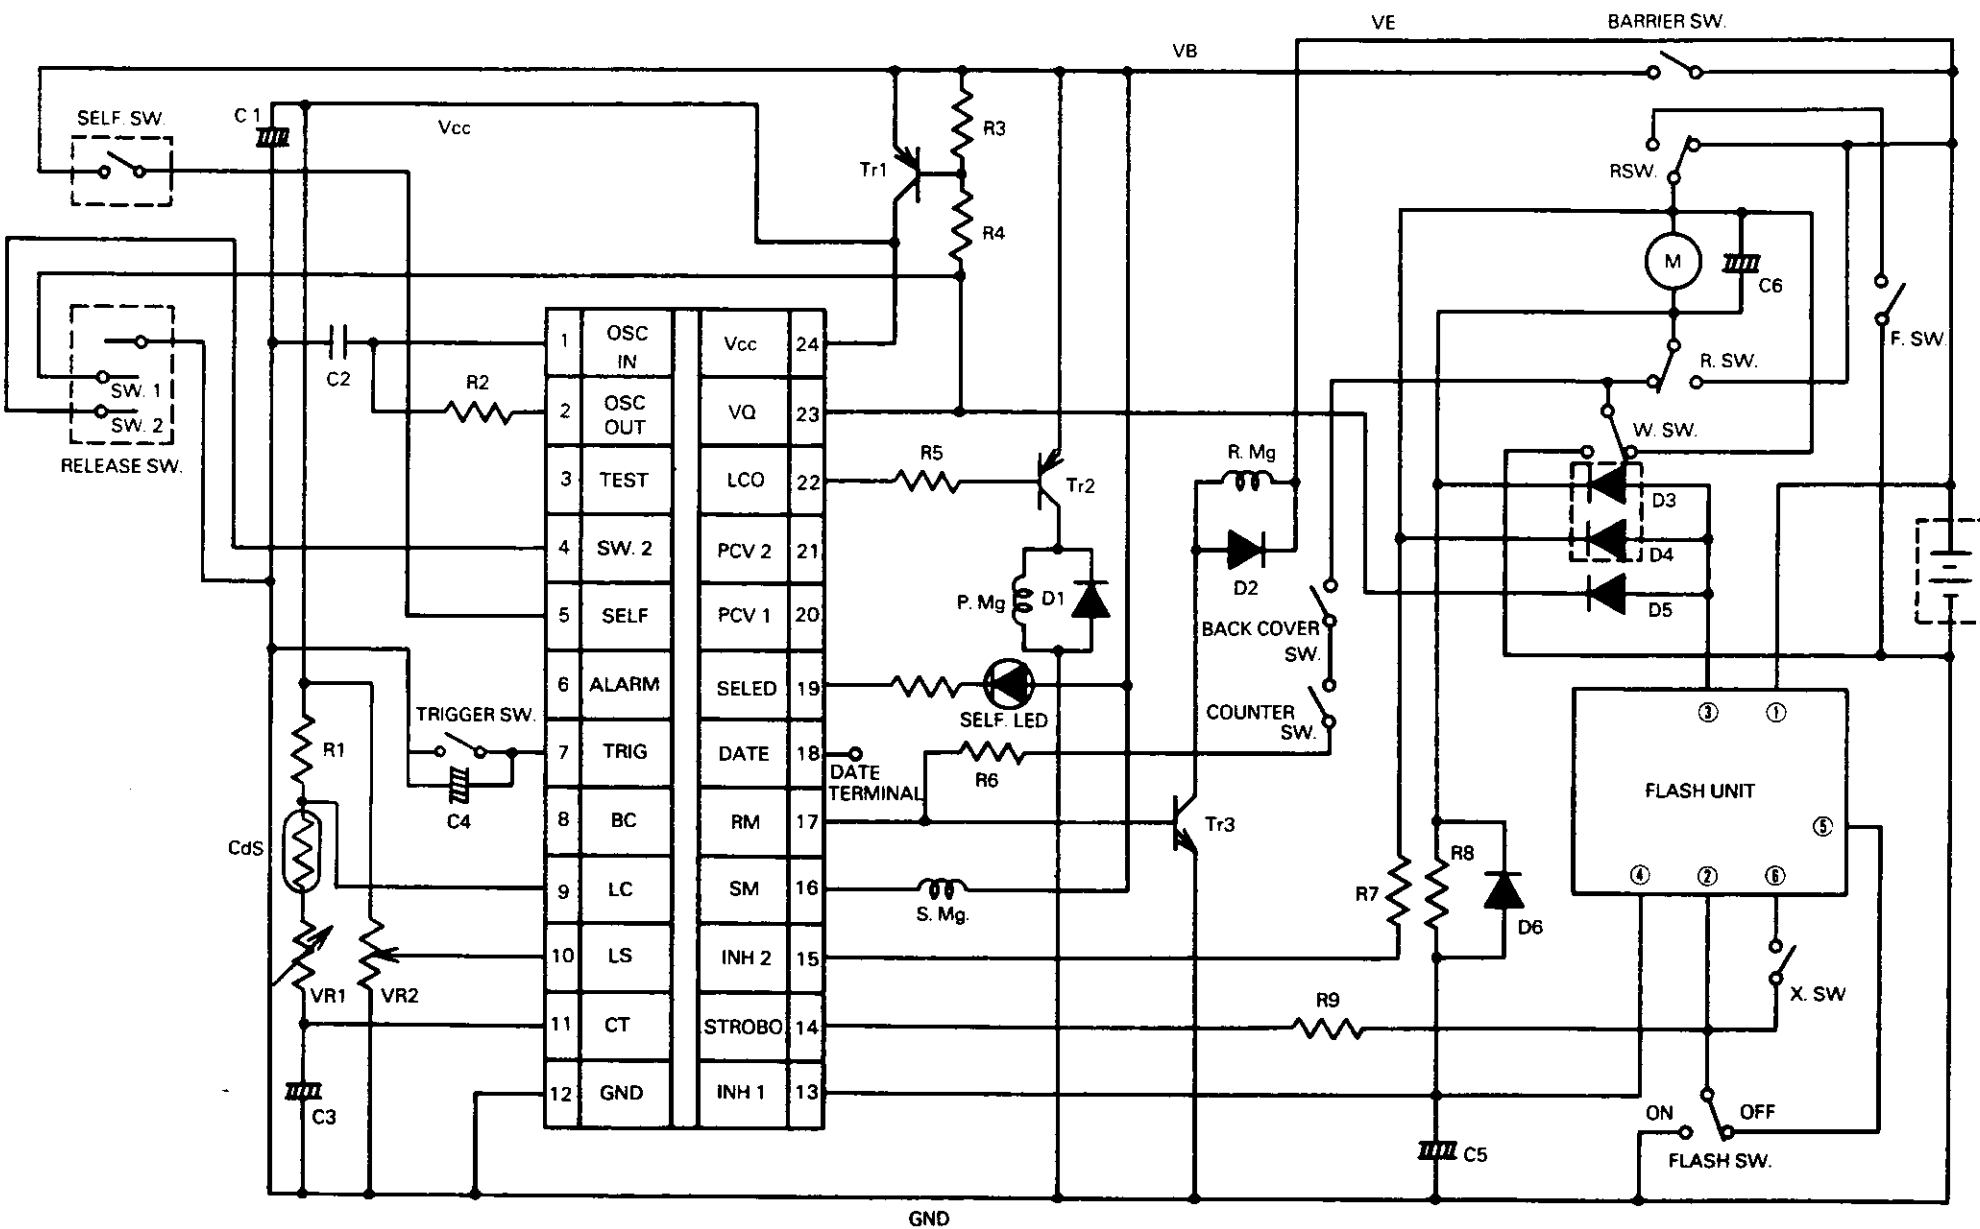 VE
BARRIER SW.
VB
SELF. SW.
C 1
Vcc
R3
Tr1
RSW.
R4
M
C6
F. SW.
R. SW.
W. SW.
SW. 1
SW. 2
RELEASE SW.
C2
R2
1 OSC IN Vcc 24
2 OSC OUT VQ 23
3 TEST LCO 22
4 SW. 2 PCV 2 21
5 SELF PCV 1 20
6 ALARM SELED 19
7 TRIG DATE 18
8 BC RM 17
9 LC SM 16
10 LS INH 2 15
11 CT STROBO 14
12 GND INH 1 13
R5
Tr2
R. Mg
D2
P. Mg
D1
D3
D4
D5
BACK COVER
SW.
SELF. LED
COUNTER
SW.
TRIGGER SW.
DATE
TERMINAL
R6
C4
R1
CdS
S. Mg.
Tr3
R7
R8
D6
③ ①
FLASH UNIT
⑤
④ ② ⑥
X. SW
VR1
VR2
R9
C3
ON
OFF
FLASH SW.
C5
GND